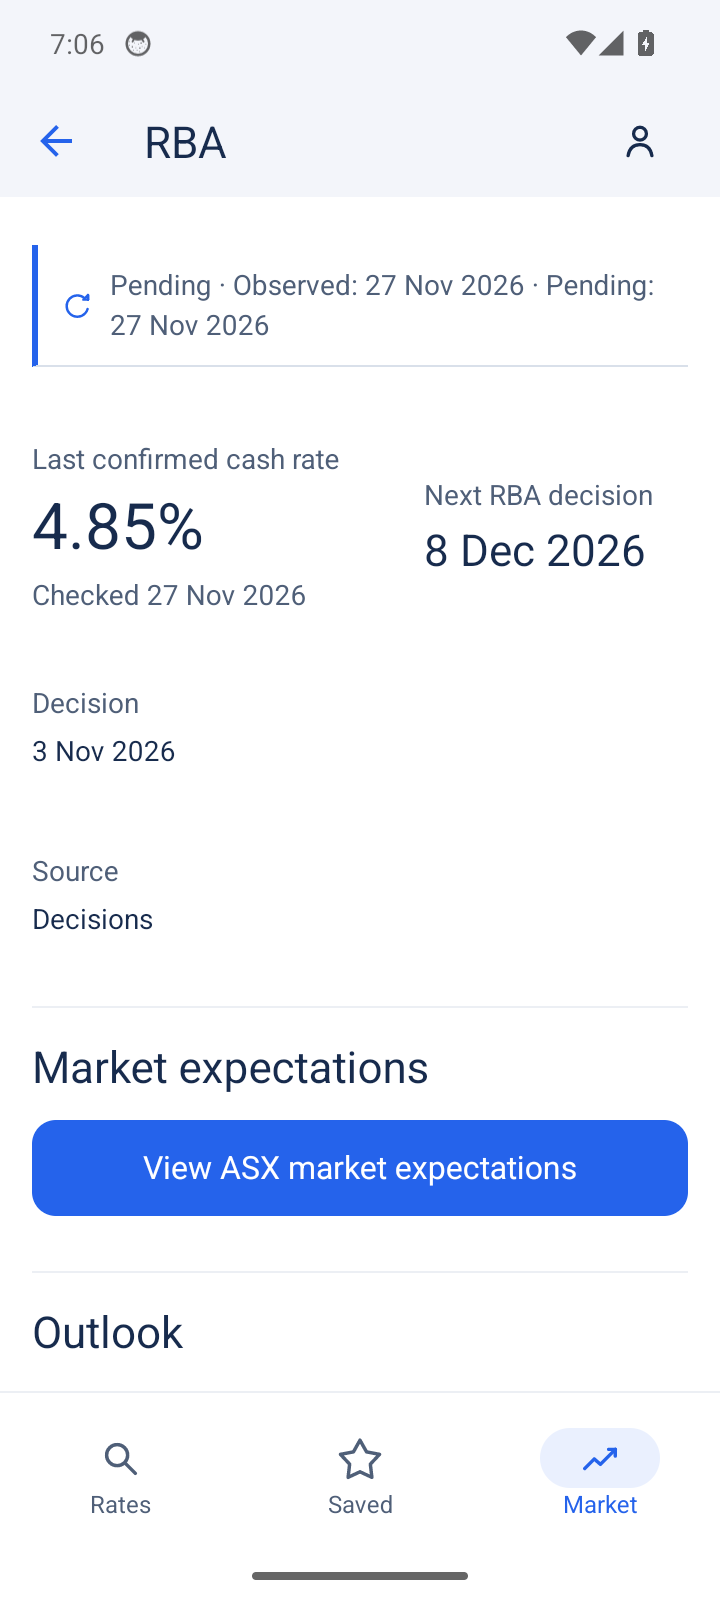 7:06
RBA
Pending · Observed: 27 Nov 2026 · Pending:
27 Nov 2026
Last confirmed cash rate
4.85%
Checked 27 Nov 2026
Next RBA decision
8 Dec 2026
Decision
3 Nov 2026
Source
Decisions
Market expectations
View ASX market expectations
Outlook
Rates
Saved
Market